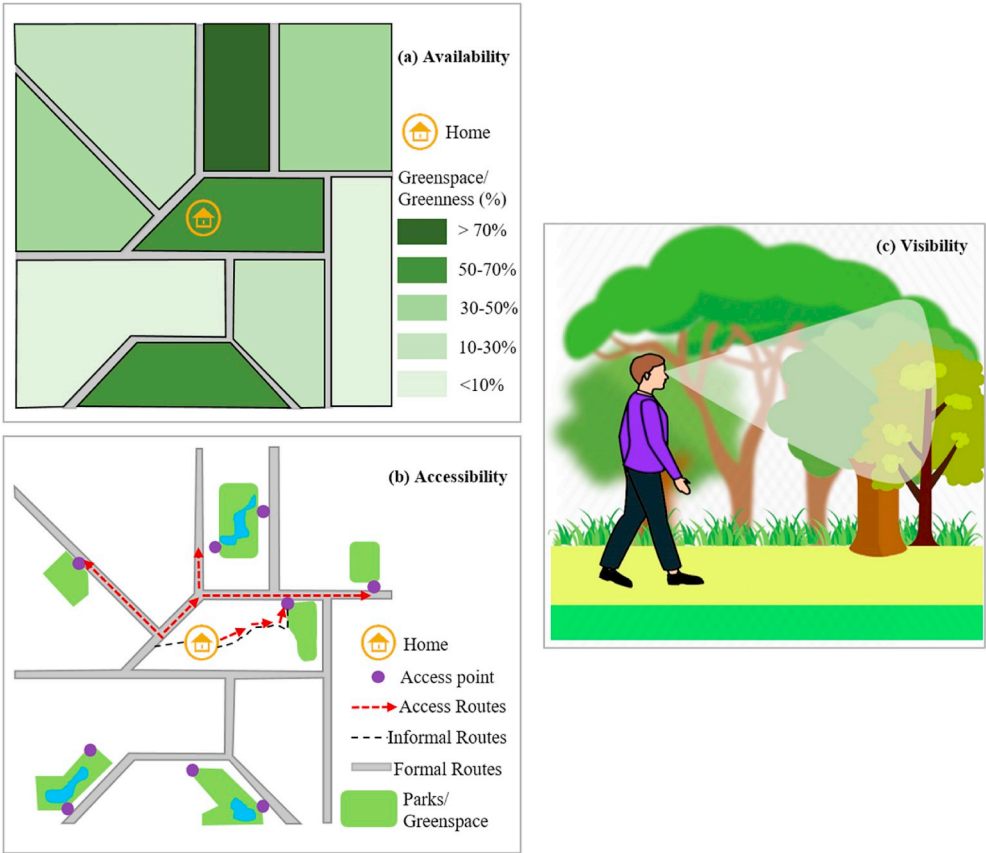 (a) Availability
Home
Greenspace/
Greenness (%)
> 70%
50-70%
30-50%
10-30%
<10%
(b) Accessibility
Home
Access point
Access Routes
Informal Routes
Formal Routes
Parks/
Greenspace
(c) Visibility